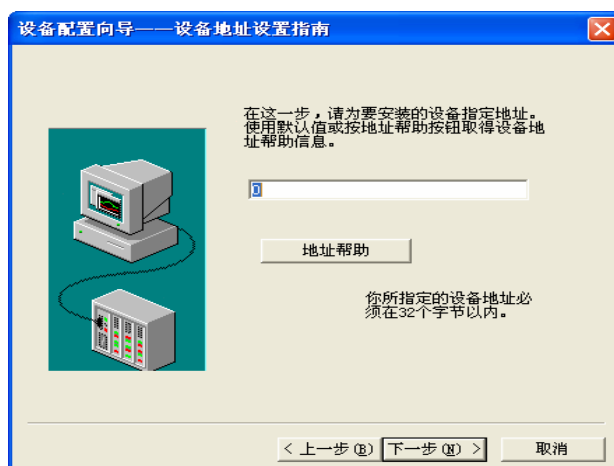 设备配置向导——设备地址设置指南
在这一步，请为要安装的设备指定地址。
使用默认值或按地址帮助按钮取得设备地
址帮助信息。
0
地址帮助
你所指定的设备地址必
须在32个字节以内。
< 上一步(B) 下一步(N) > 取消